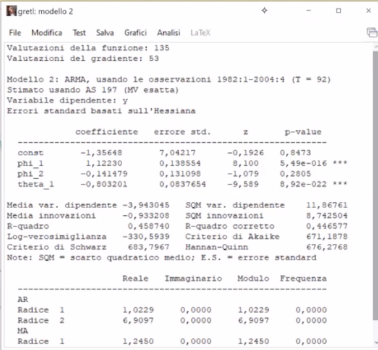 gretl: modello 2
File Modifica Test Salva Grafici Analisi LaTeX
Valutazioni della funzione: 135
Valutazioni del gradiente: 53
Modello 2: ARMA, usando le osservazioni 1982:1-2004:4 (T = 92)
Stimato usando AS 197 (MV esatta)
Variabile dipendente: y
Errori standard basati sull'Hessiana
coefficiente errore std. z p-value
const -1,35648 7,04217 -0,1926 0,8473
phi_1 1,12230 0,138554 8,100 5,49e-016 ***
phi_2 -0,141479 0,131098 -1,079 0,2805
theta_1 -0,803201 0,0837654 -9,589 8,92e-022 ***
Media var. dipendente -3,943045 SQM var. dipendente 11,86761
Media innovazioni -0,933208 SQM innovazioni 8,742504
R-quadro 0,458740 R-quadro corretto 0,446577
Log-verosimiglianza -330,5939 Criterio di Akaike 671,1878
Criterio di Schwarz 683,7967 Hannan-Quinn 676,2768
Note: SQM = scarto quadratico medio; E.S. = errore standard
Reale Immaginario Modulo Frequenza
AR
Radice 1 1,0229 0,0000 1,0229 0,0000
Radice 2 6,9097 0,0000 6,9097 0,0000
MA
Radice 1 1,2450 0,0000 1,2450 0,0000